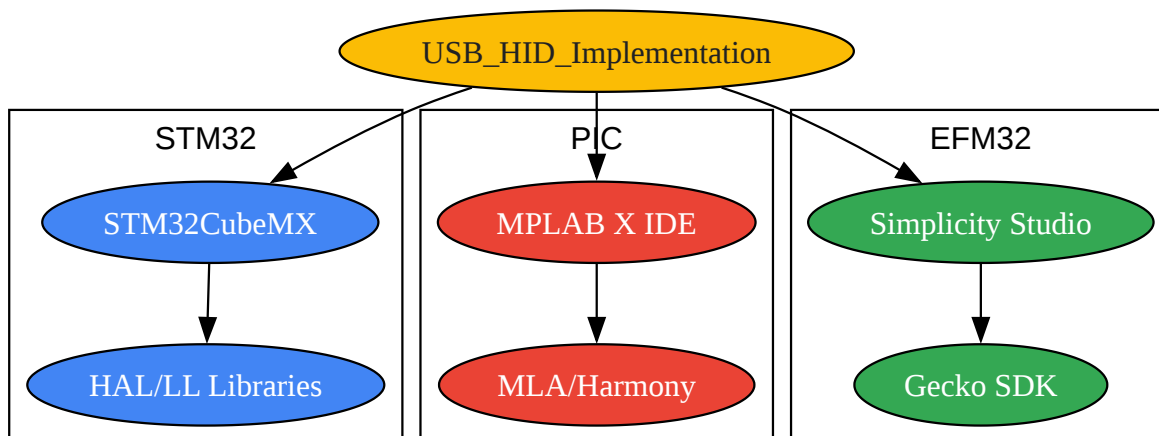 USB_HID_Implementation
STM32
PIC
EFM32
STM32CubeMX
MPLAB X IDE
Simplicity Studio
HAL/LL Libraries
MLA/Harmony
Gecko SDK